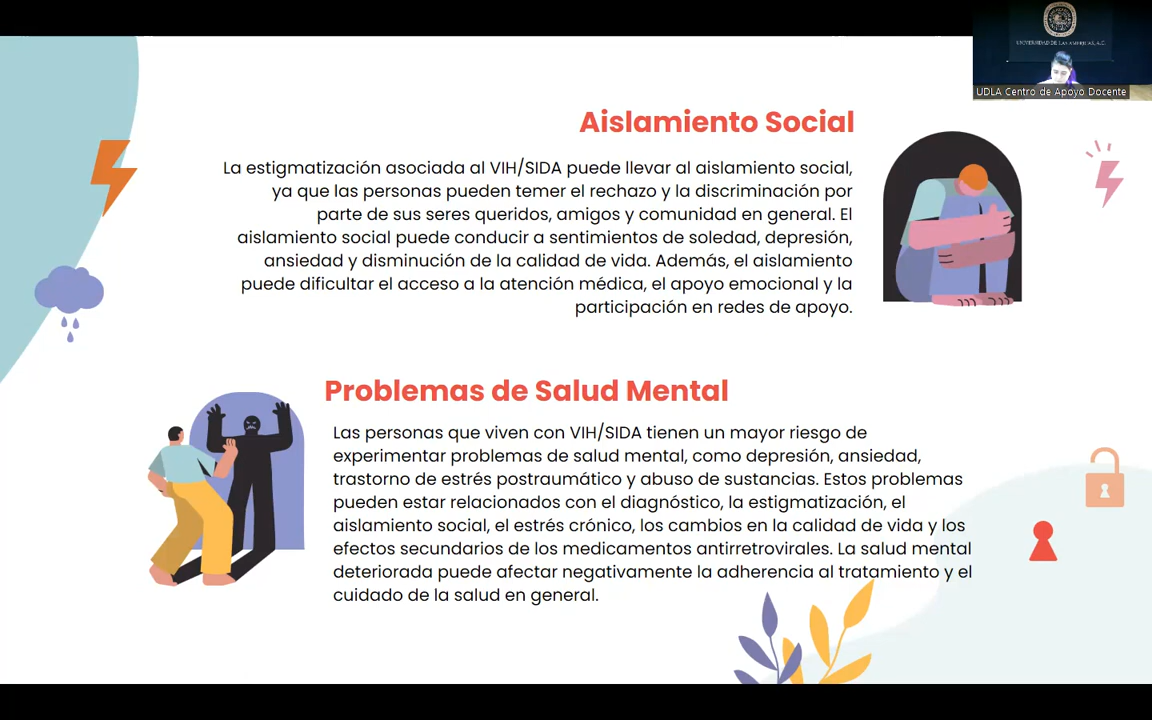 UNIVERSIDAD DE LAS AMERICAS, A.C.
UDLA Centro de Apoyo Docente
Aislamiento Social
La estigmatización asociada al VIH/SIDA puede llevar al aislamiento social,
ya que las personas pueden temer el rechazo y la discriminación por
parte de sus seres queridos, amigos y comunidad en general. El
aislamiento social puede conducir a sentimientos de soledad, depresión,
ansiedad y disminución de la calidad de vida. Además, el aislamiento
puede dificultar el acceso a la atención médica, el apoyo emocional y la
participación en redes de apoyo.
Problemas de Salud Mental
Las personas que viven con VIH/SIDA tienen un mayor riesgo de
experimentar problemas de salud mental, como depresión, ansiedad,
trastorno de estrés postraumático y abuso de sustancias. Estos problemas
pueden estar relacionados con el diagnóstico, la estigmatización, el
aislamiento social, el estrés crónico, los cambios en la calidad de vida y los
efectos secundarios de los medicamentos antirretrovirales. La salud mental
deteriorada puede afectar negativamente la adherencia al tratamiento y el
cuidado de la salud en general.